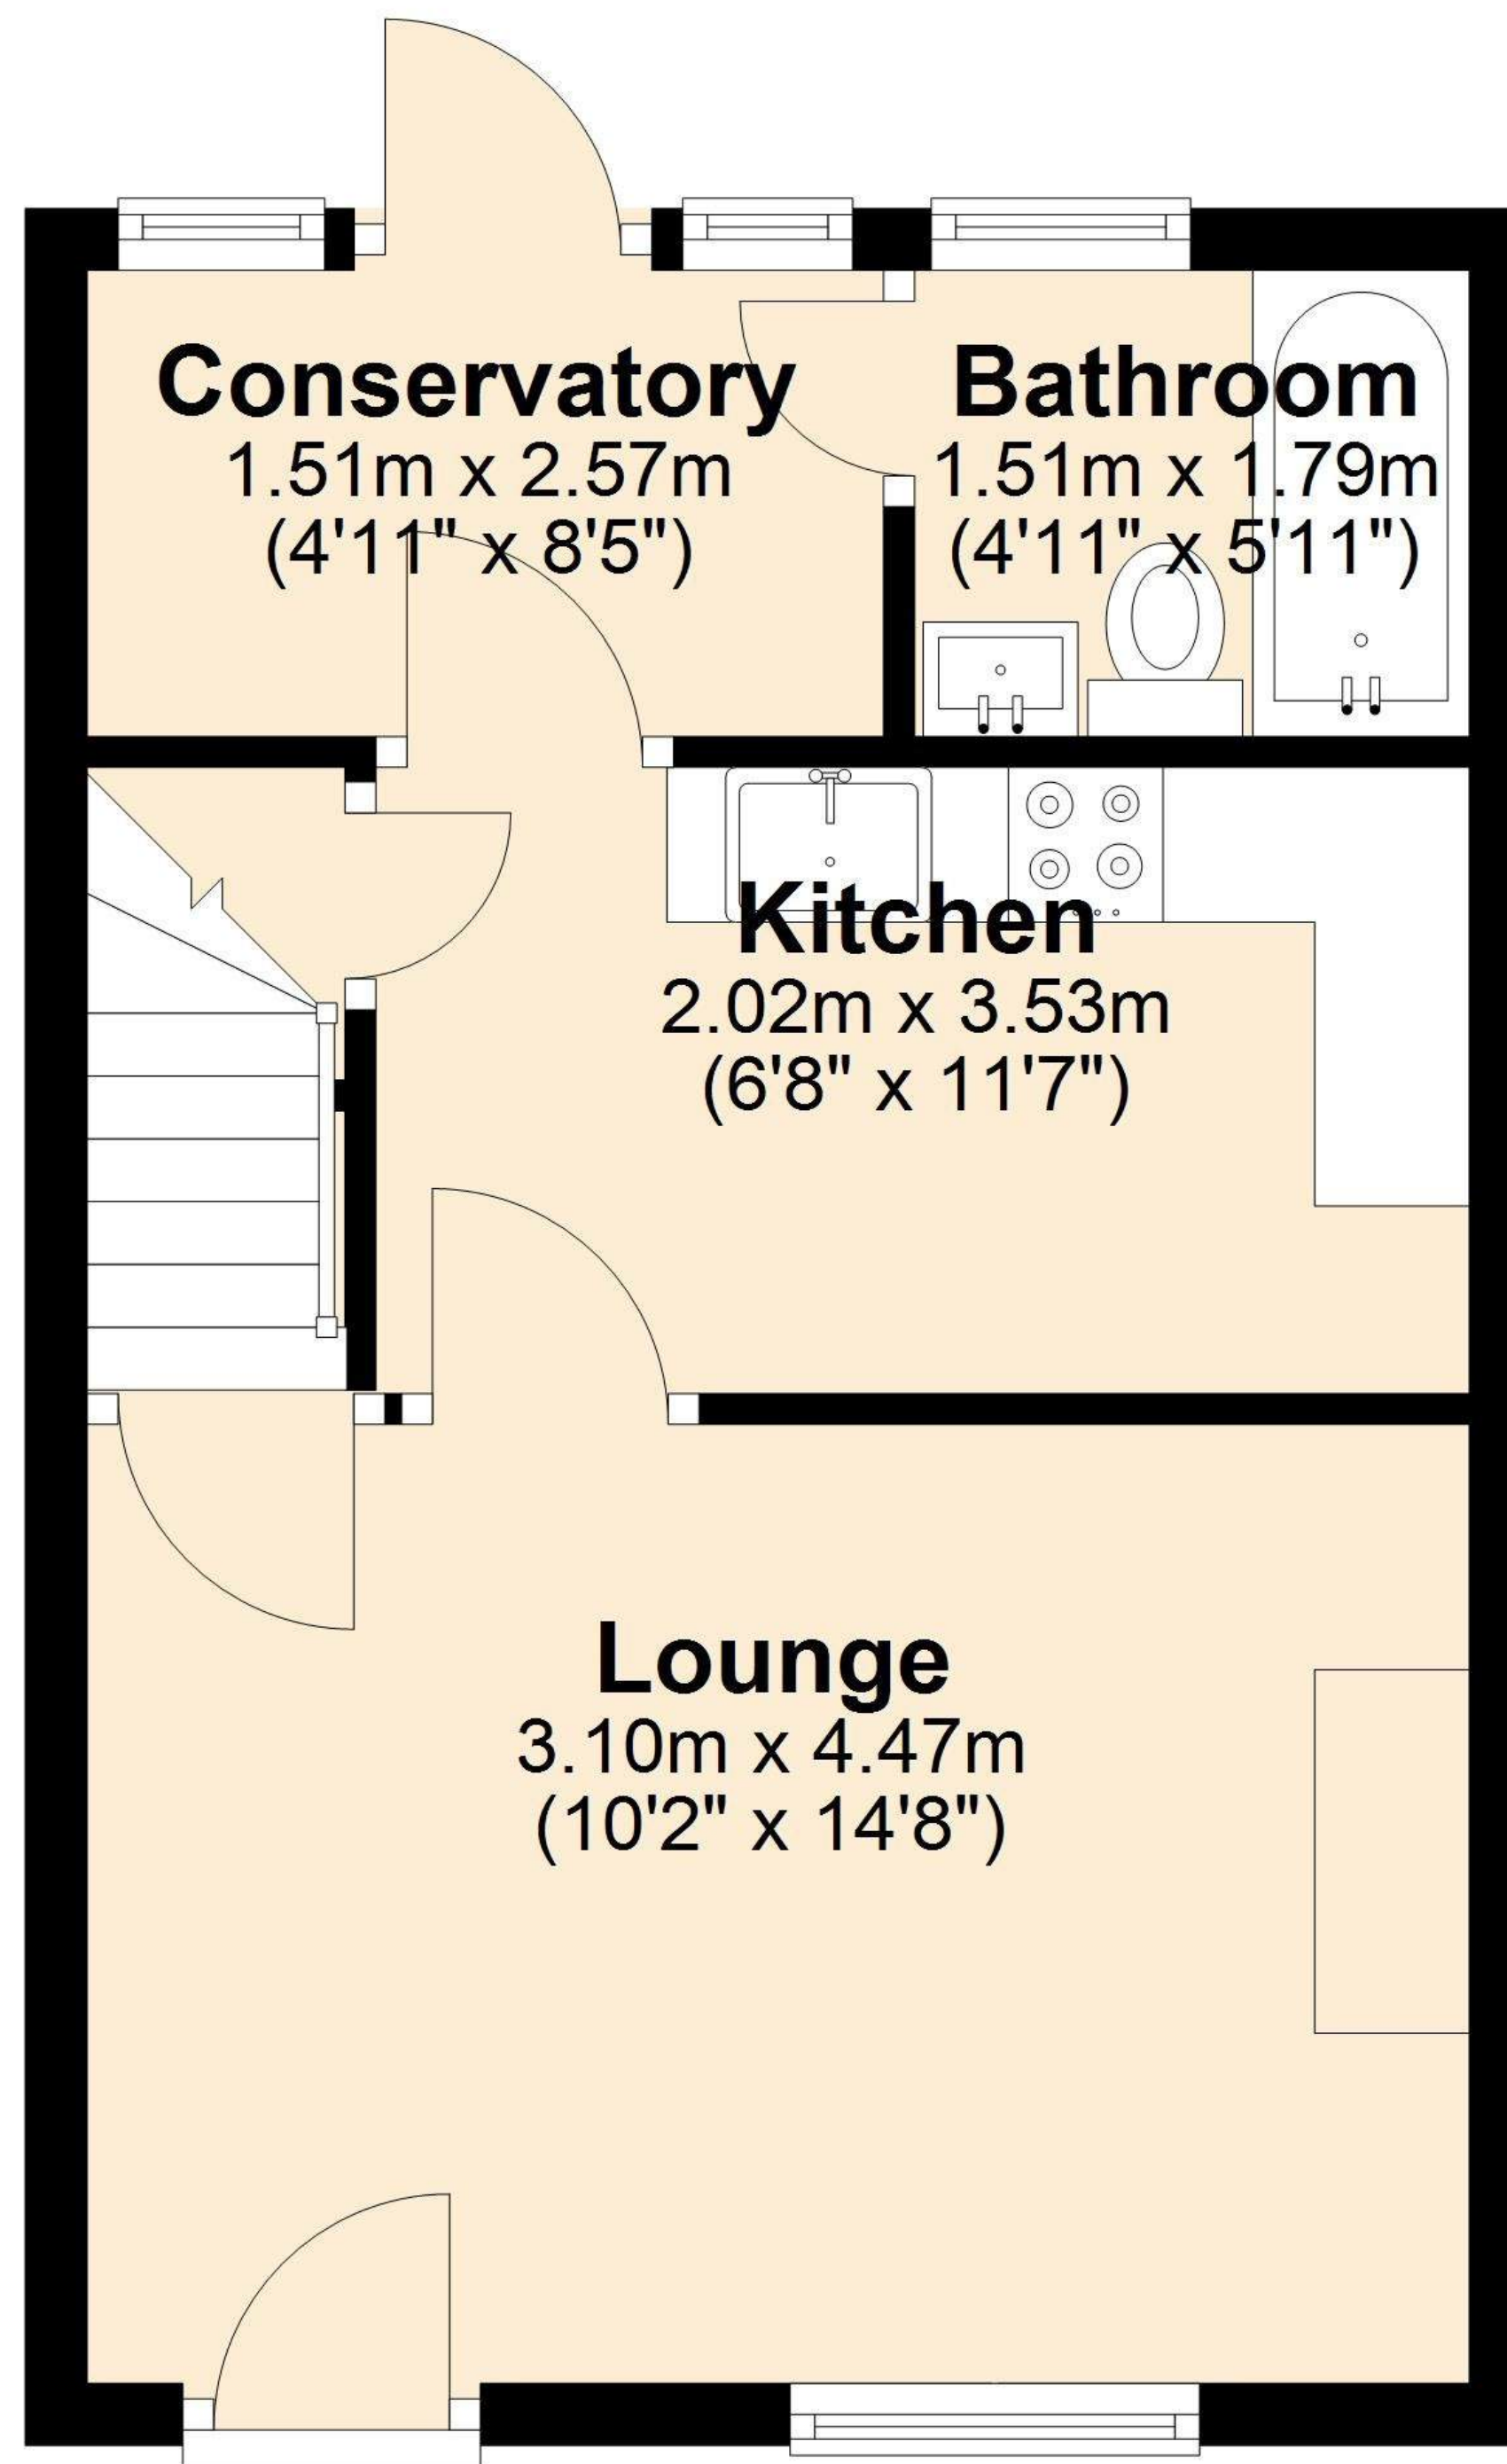 Conservatory
1.51m x 2.57m
(4'11" x 8'5")
Bathroom
1.51m x 1.79m
(4'11" x 5'11")
Kitchen
2.02m x 3.53m
(6'8" x 11'7")
Lounge
3.10m x 4.47m
(10'2" x 14'8")